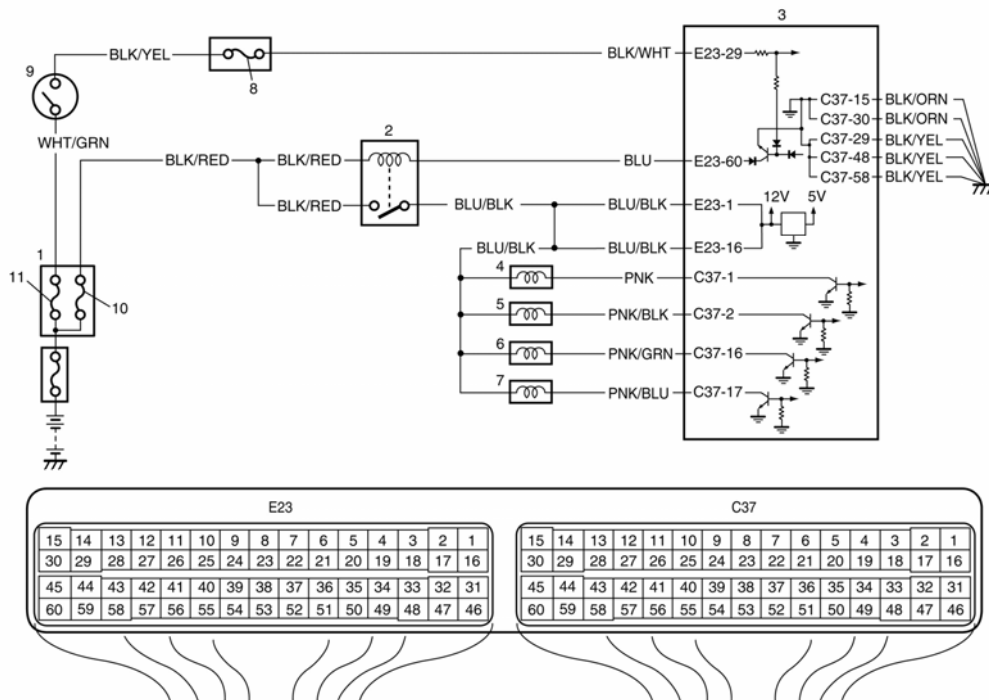 3
BLK/YEL
BLK/WHT
E23-29
9
8
C37-15
BLK/ORN
C37-30
BLK/ORN
2
C37-29
BLK/YEL
WHT/GRN
BLK/RED
BLK/RED
BLU
E23-60
C37-48
BLK/YEL
C37-58
BLK/YEL
BLK/RED
BLU/BLK
BLU/BLK
E23-1
12V
5V
1
BLU/BLK
BLU/BLK
E23-16
11
10
4
PNK
C37-1
5
PNK/BLK
C37-2
6
PNK/GRN
C37-16
7
PNK/BLU
C37-17
E23
15 14 13 12 11 10 9 8 7 6 5 4 3 2 1
30 29 28 27 26 25 24 23 22 21 20 19 18 17 16
45 44 43 42 41 40 39 38 37 36 35 34 33 32 31
60 59 58 57 56 55 54 53 52 51 50 49 48 47 46
C37
15 14 13 12 11 10 9 8 7 6 5 4 3 2 1
30 29 28 27 26 25 24 23 22 21 20 19 18 17 16
45 44 43 42 41 40 39 38 37 36 35 34 33 32 31
60 59 58 57 56 55 54 53 52 51 50 49 48 47 46